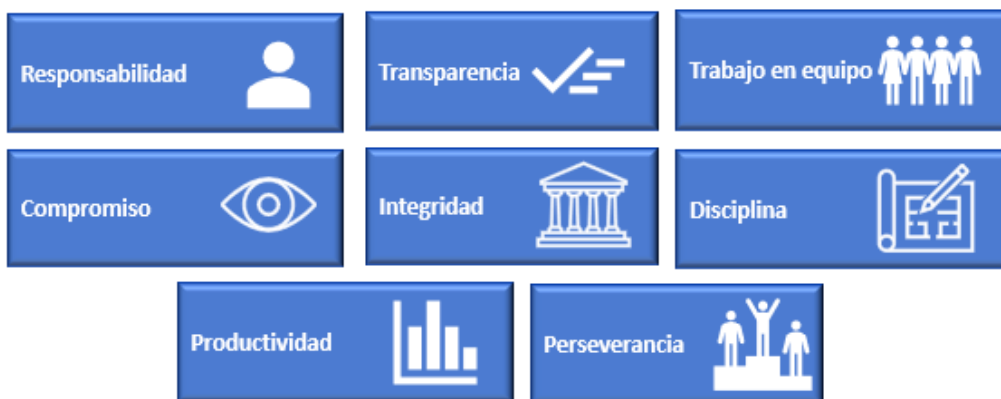 Responsabilidad
Transparencia
Trabajo en equipo
Compromiso
Integridad
Disciplina
Productividad
Perseverancia